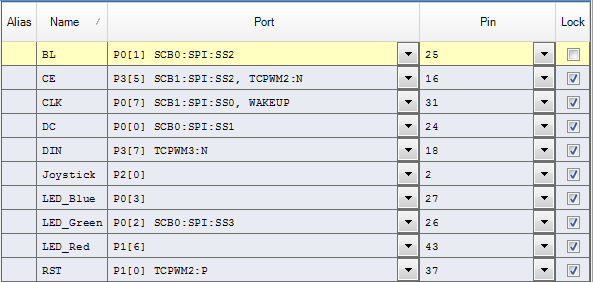 Alias Name / Port Pin Lock
BL P0[1] SCB0:SPI:SS2 25
CE P3[5] SCB1:SPI:SS2, TCPWM2:N 16
CLK P0[7] SCB1:SPI:SS0, WAKEUP 31
DC P0[0] SCB0:SPI:SS1 24
DIN P3[7] TCPWM3:N 18
Joystick P2[0] 2
LED_Blue P0[3] 27
LED_Green P0[2] SCB0:SPI:SS3 26
LED_Red P1[6] 43
RST P1[0] TCPWM2:P 37